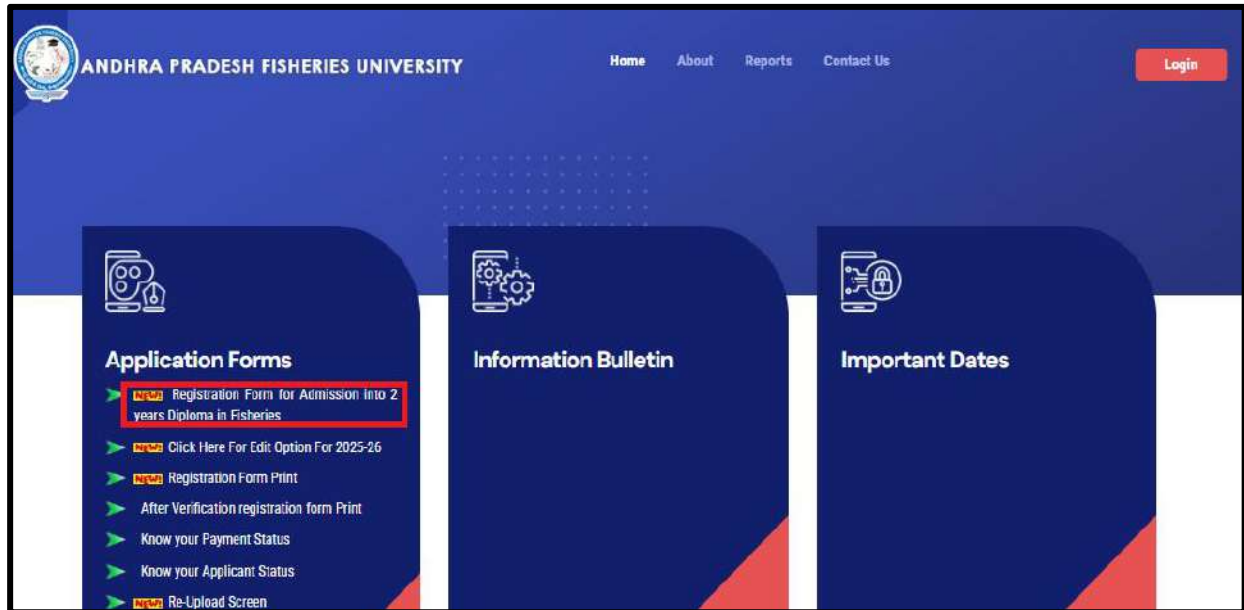 ANDHRA PRADESH FISHERIES UNIVERSITY
Home About Reports Contact Us
Login
Application Forms
NEW! Registration Form for Admission into 2
years Diploma in Fisheries
NEW! Click Here For Edit Option For 2025-26
NEW! Registration Form Print
After Verification registration form Print
Know your Payment Status
Know your Applicant Status
NEW! Re-Upload Screen
Information Bulletin
Important Dates